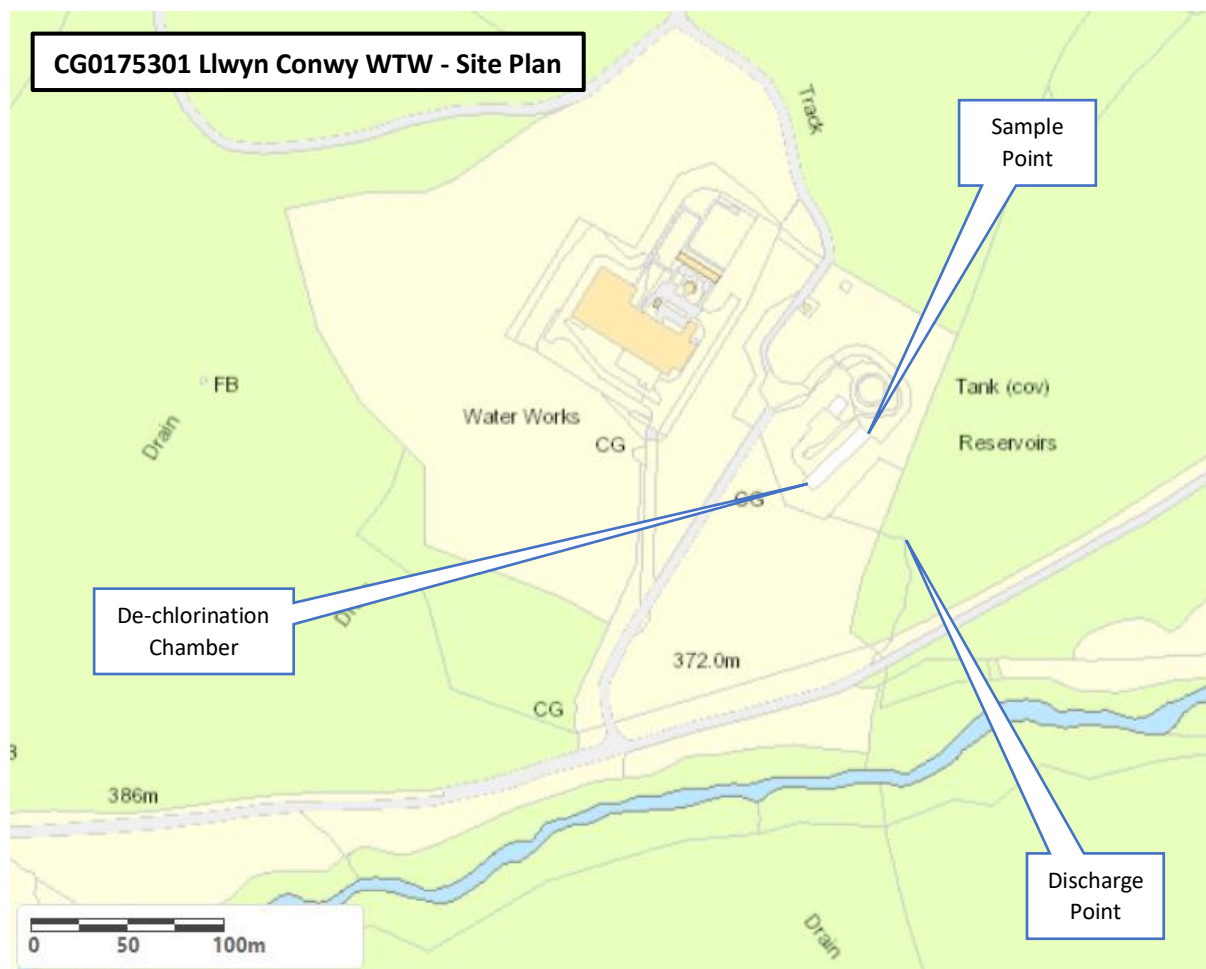 CG0175301 Llwyn Conwy WTW - Site Plan
Track
Sample
Point
FB
Drain
Water Works
CG
Tank (cov)
Reservoirs
CG
De-chlorination
Chamber
372.0m
CG
386m
Discharge
Point
Drain
0 50 100m